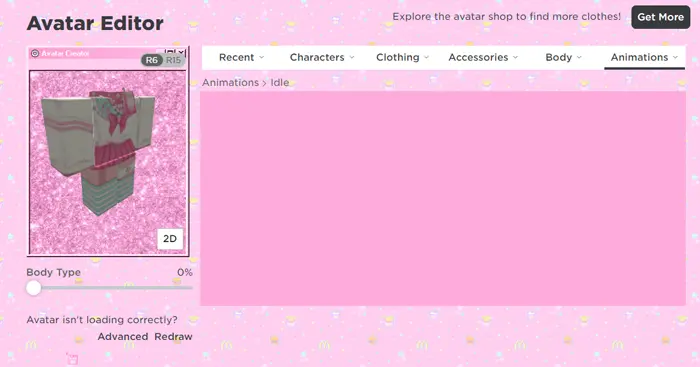 Avatar Editor
Explore the avatar shop to find more clothes!
Get More
Avatar Creator
R6 R15
Recent Characters Clothing Accessories Body Animations
Animations > Idle
2D
Body Type 0%
Avatar isn't loading correctly?
Advanced Redraw